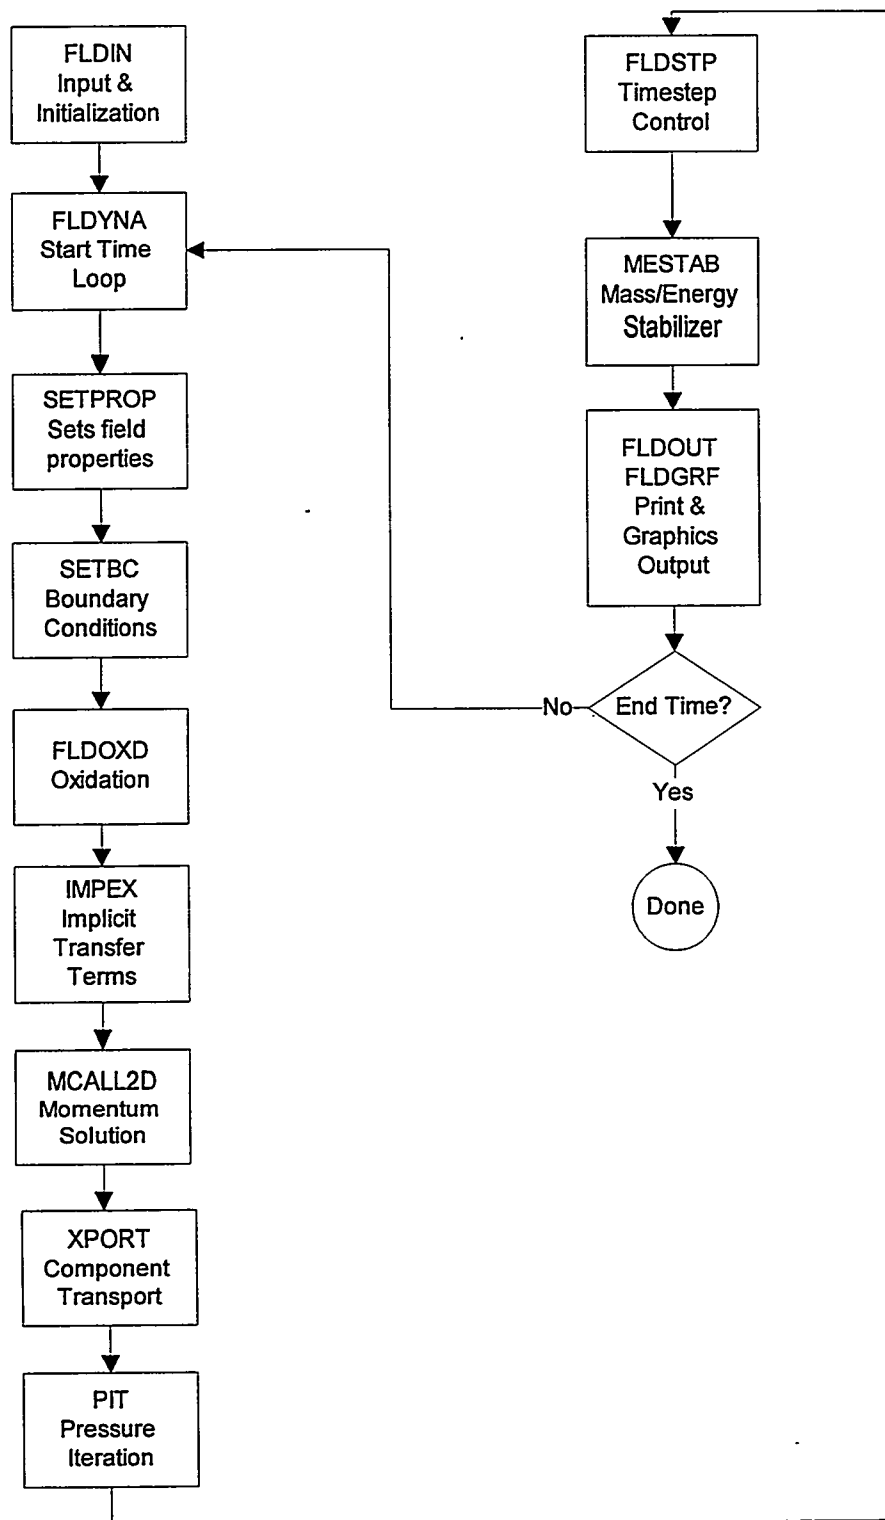 FLDIN
Input &
Initialization
FLDYNA
Start Time
Loop
SETPROP
Sets field
properties
SETBC
Boundary
Conditions
FLDOXD
Oxidation
IMPEX
Implicit
Transfer
Terms
MCALL2D
Momentum
Solution
XPORT
Component
Transport
PIT
Pressure
Iteration
FLDSTP
Timestep
Control
MESTAB
Mass/Energy
Stabilizer
FLDOUT
FLDGRF
Print &
Graphics
Output
End Time?
No
Yes
Done